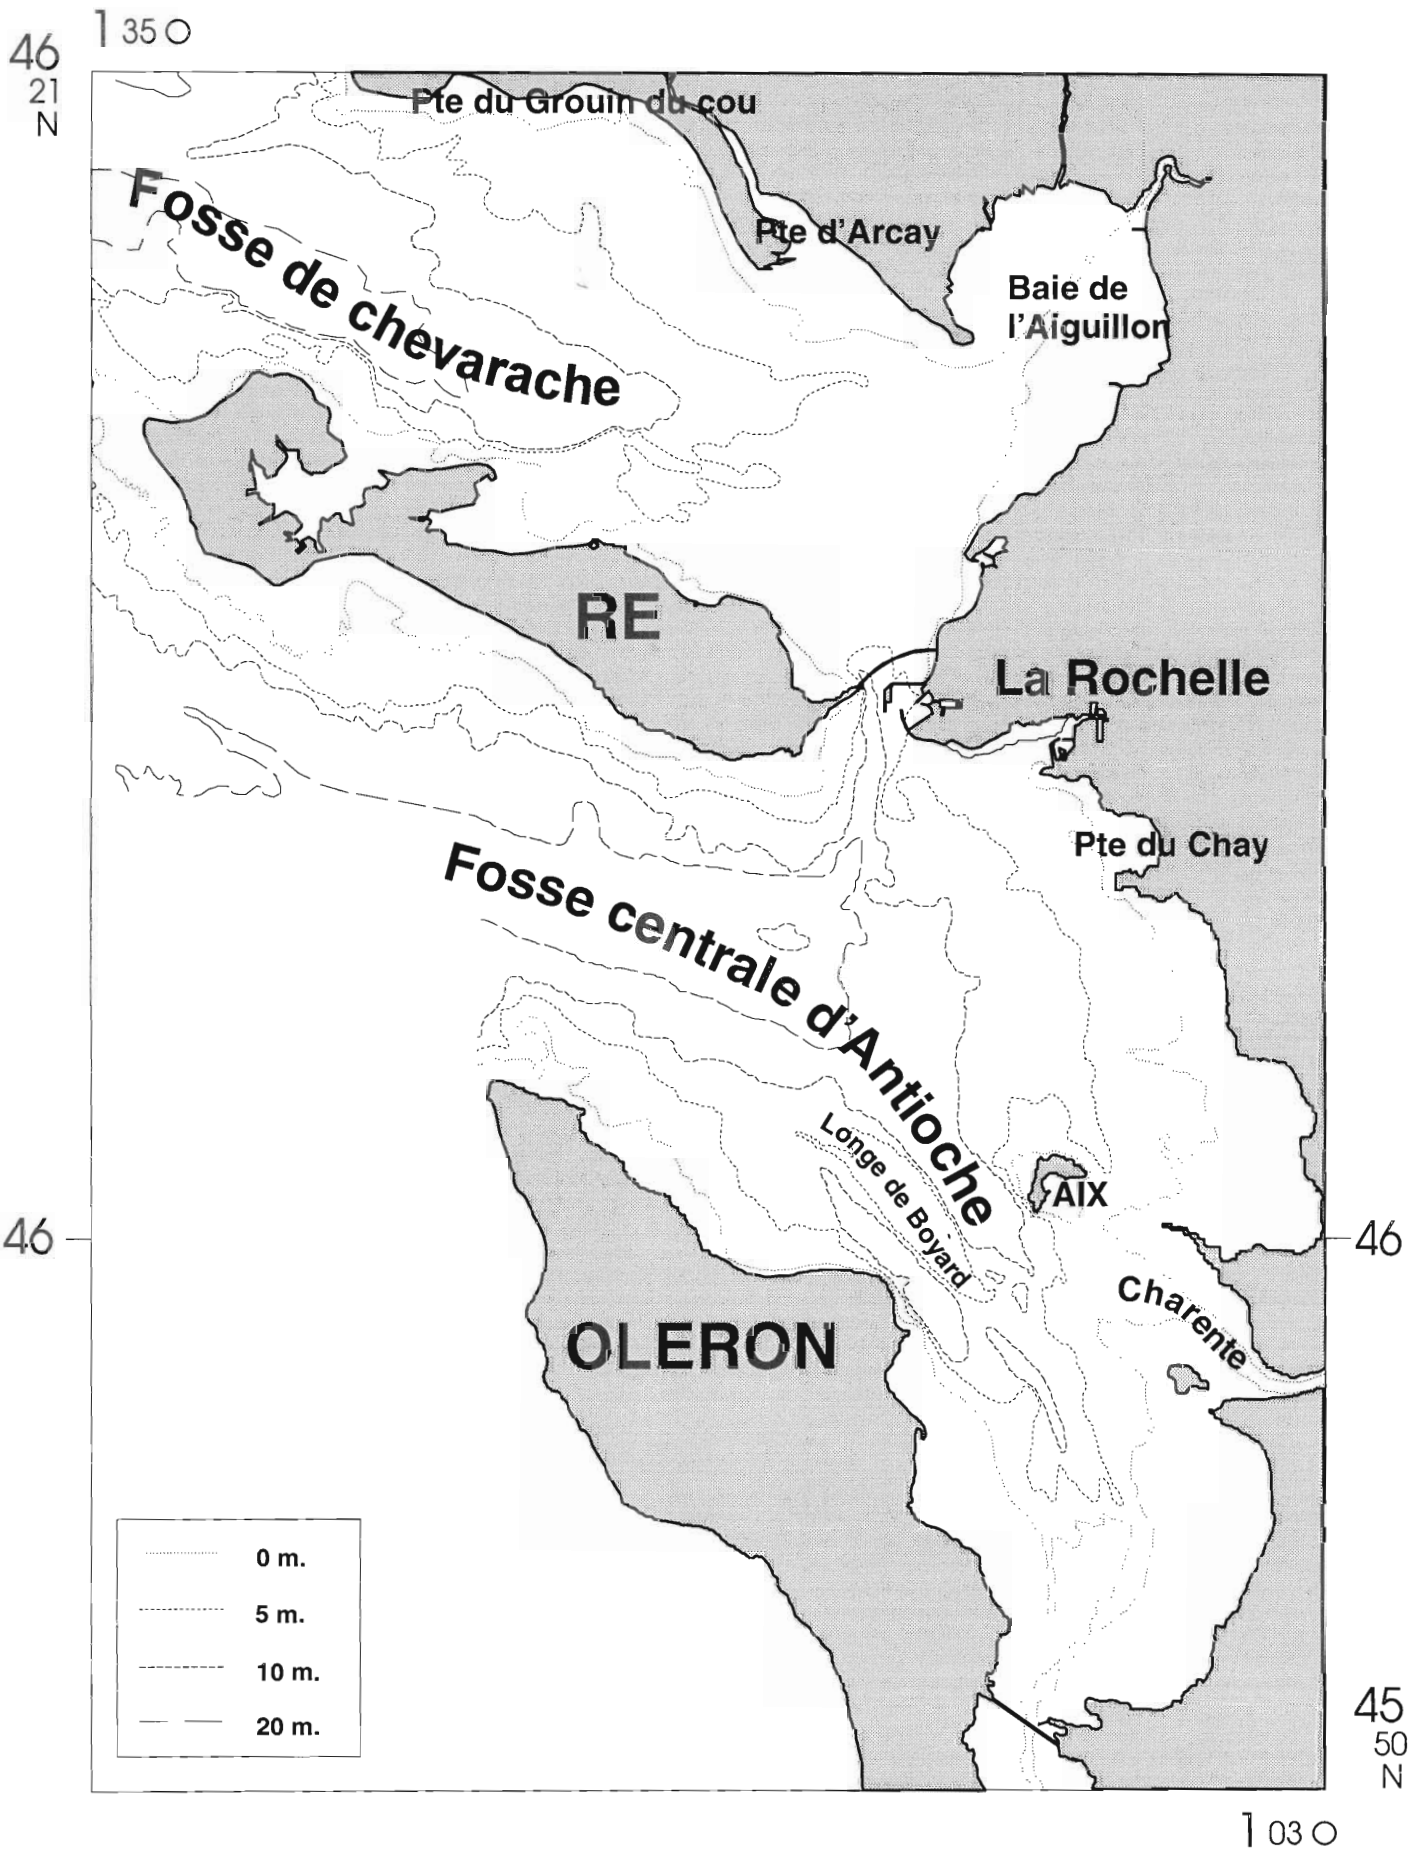 1 35 O
46
21
N
Pte du Grouin du cou
Fosse de chevarache
Pte d'Arcay
Baie de
l'Aiguillon
RE
La Rochelle
Pte du Chay
Fosse centrale d'Antioche
Longe de Boyard
AIX
46
46
Charente
OLERON
0 m.
5 m.
10 m.
20 m.
45
50
N
1 03 O